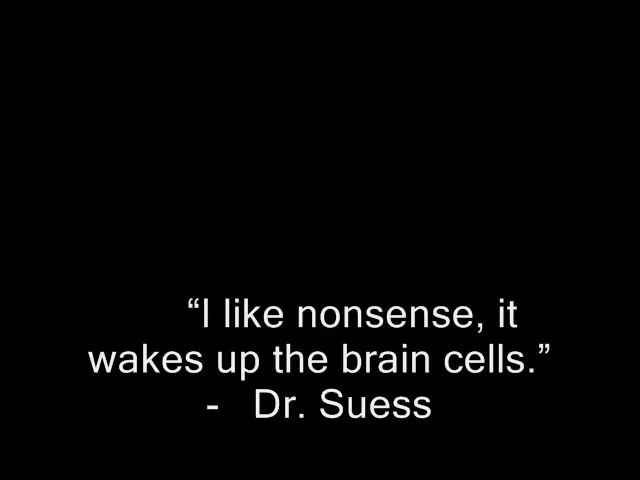 “I like nonsense, it
wakes up the brain cells.”
- Dr. Suess